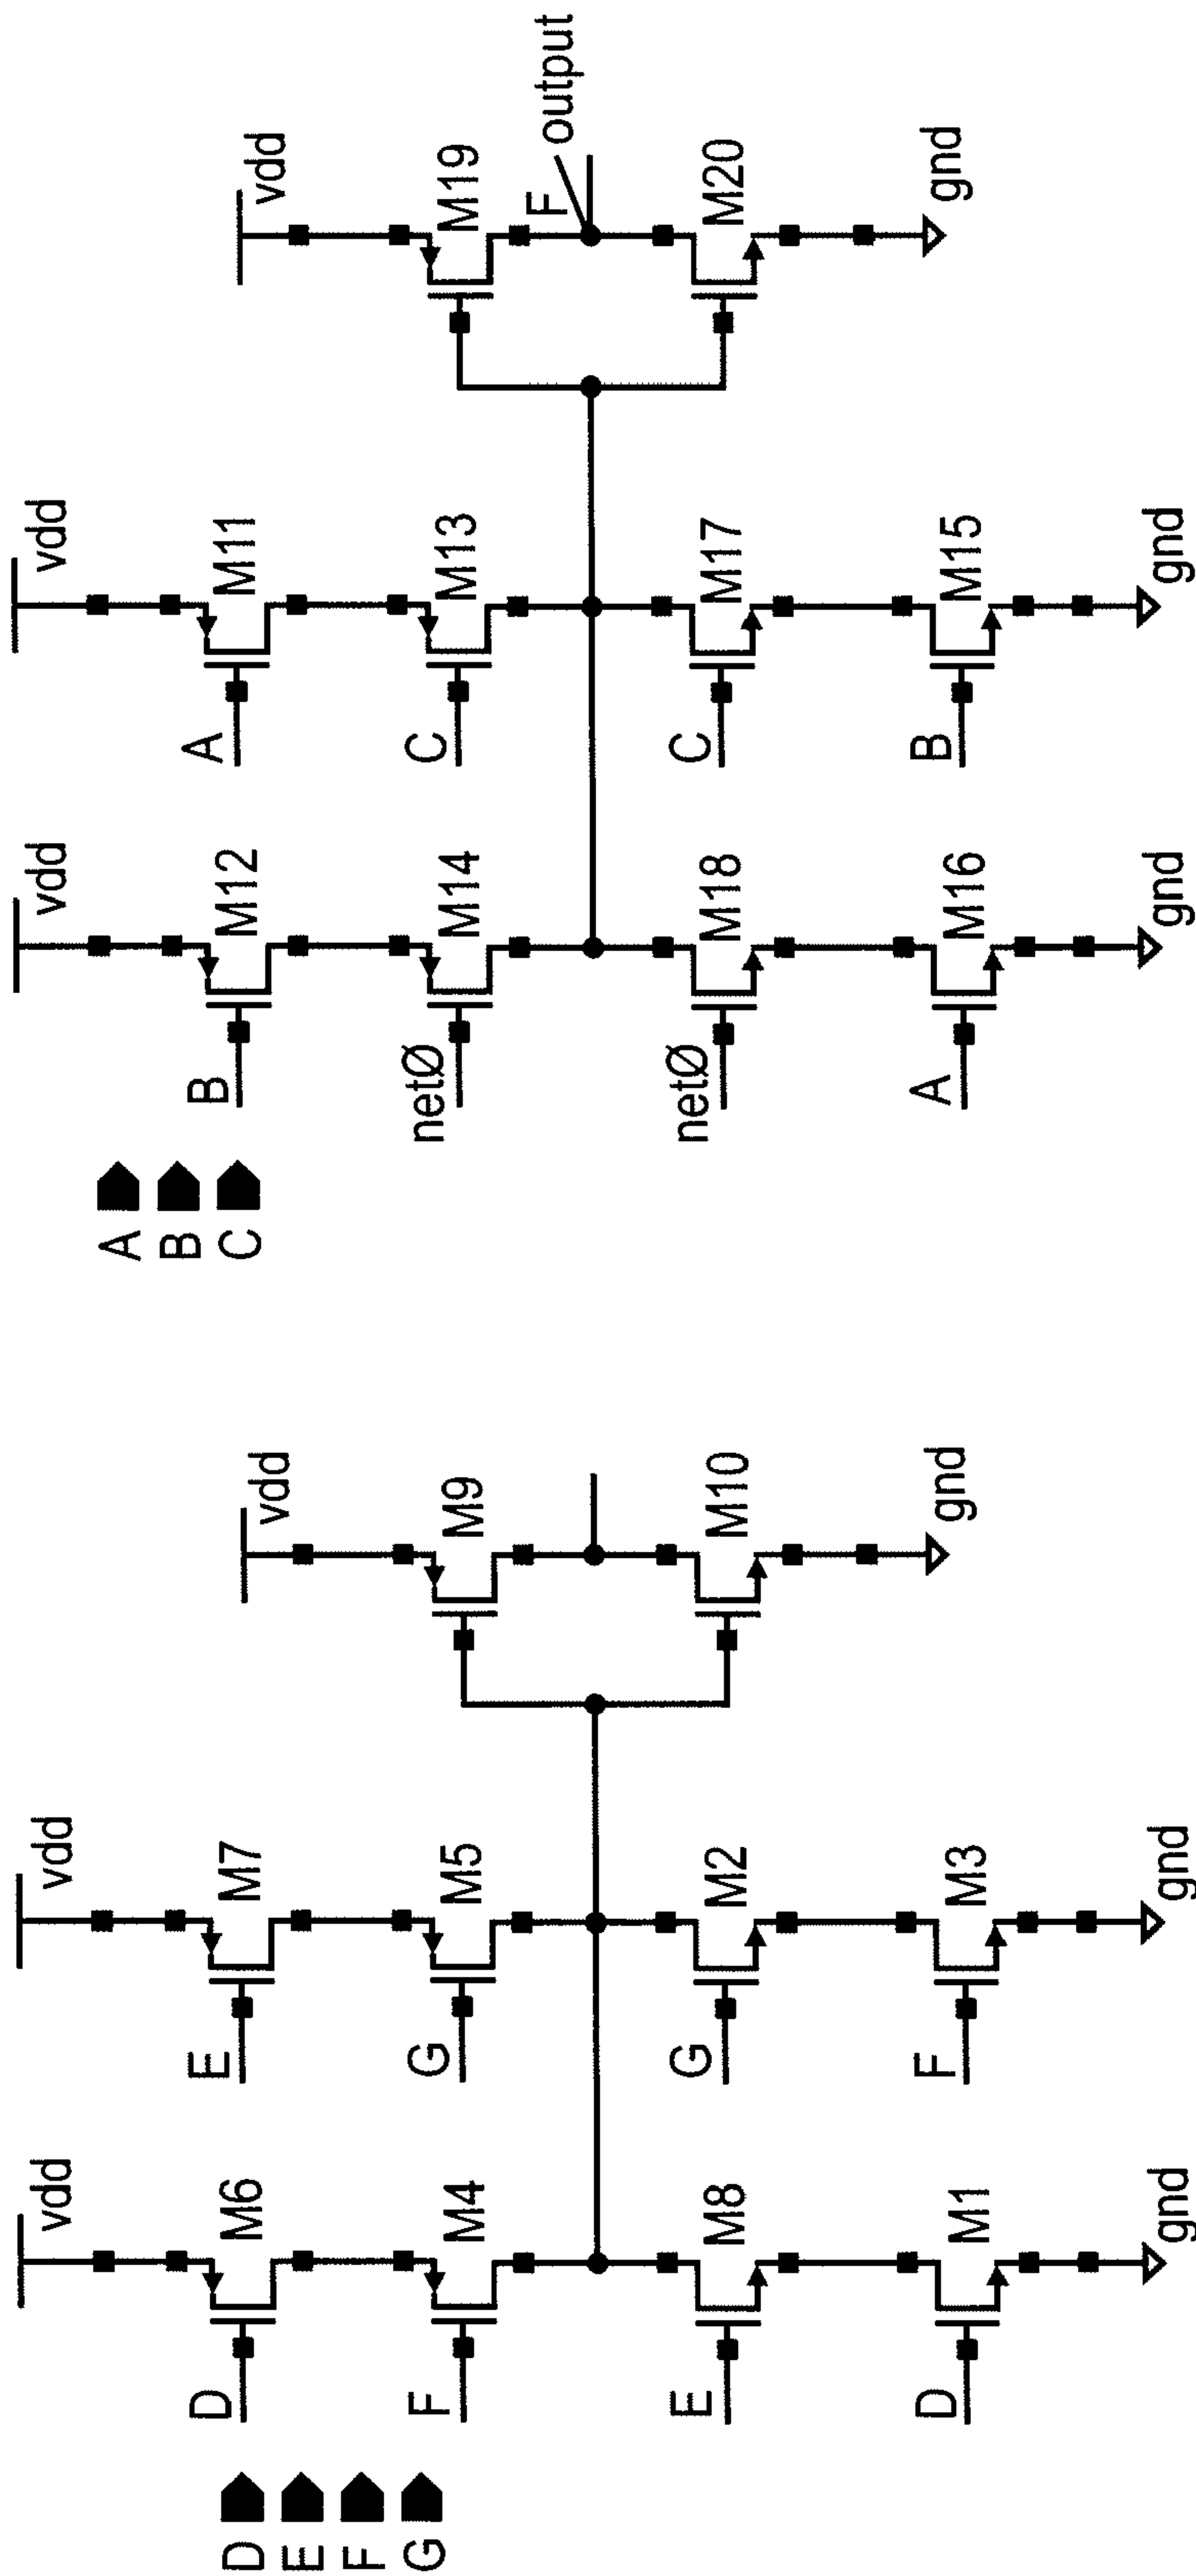 vdd
vdd
vdd
B
M12
A
M11
M19
netØ
M14
C
M13
F
output
netØ
M18
C
M17
M20
A
M16
B
M15
gnd
gnd
gnd
A
B
C
vdd
vdd
vdd
D
M6
E
M7
M9
F
M4
G
M5
E
M8
G
M2
M10
D
M1
F
M3
gnd
gnd
gnd
D
E
F
G